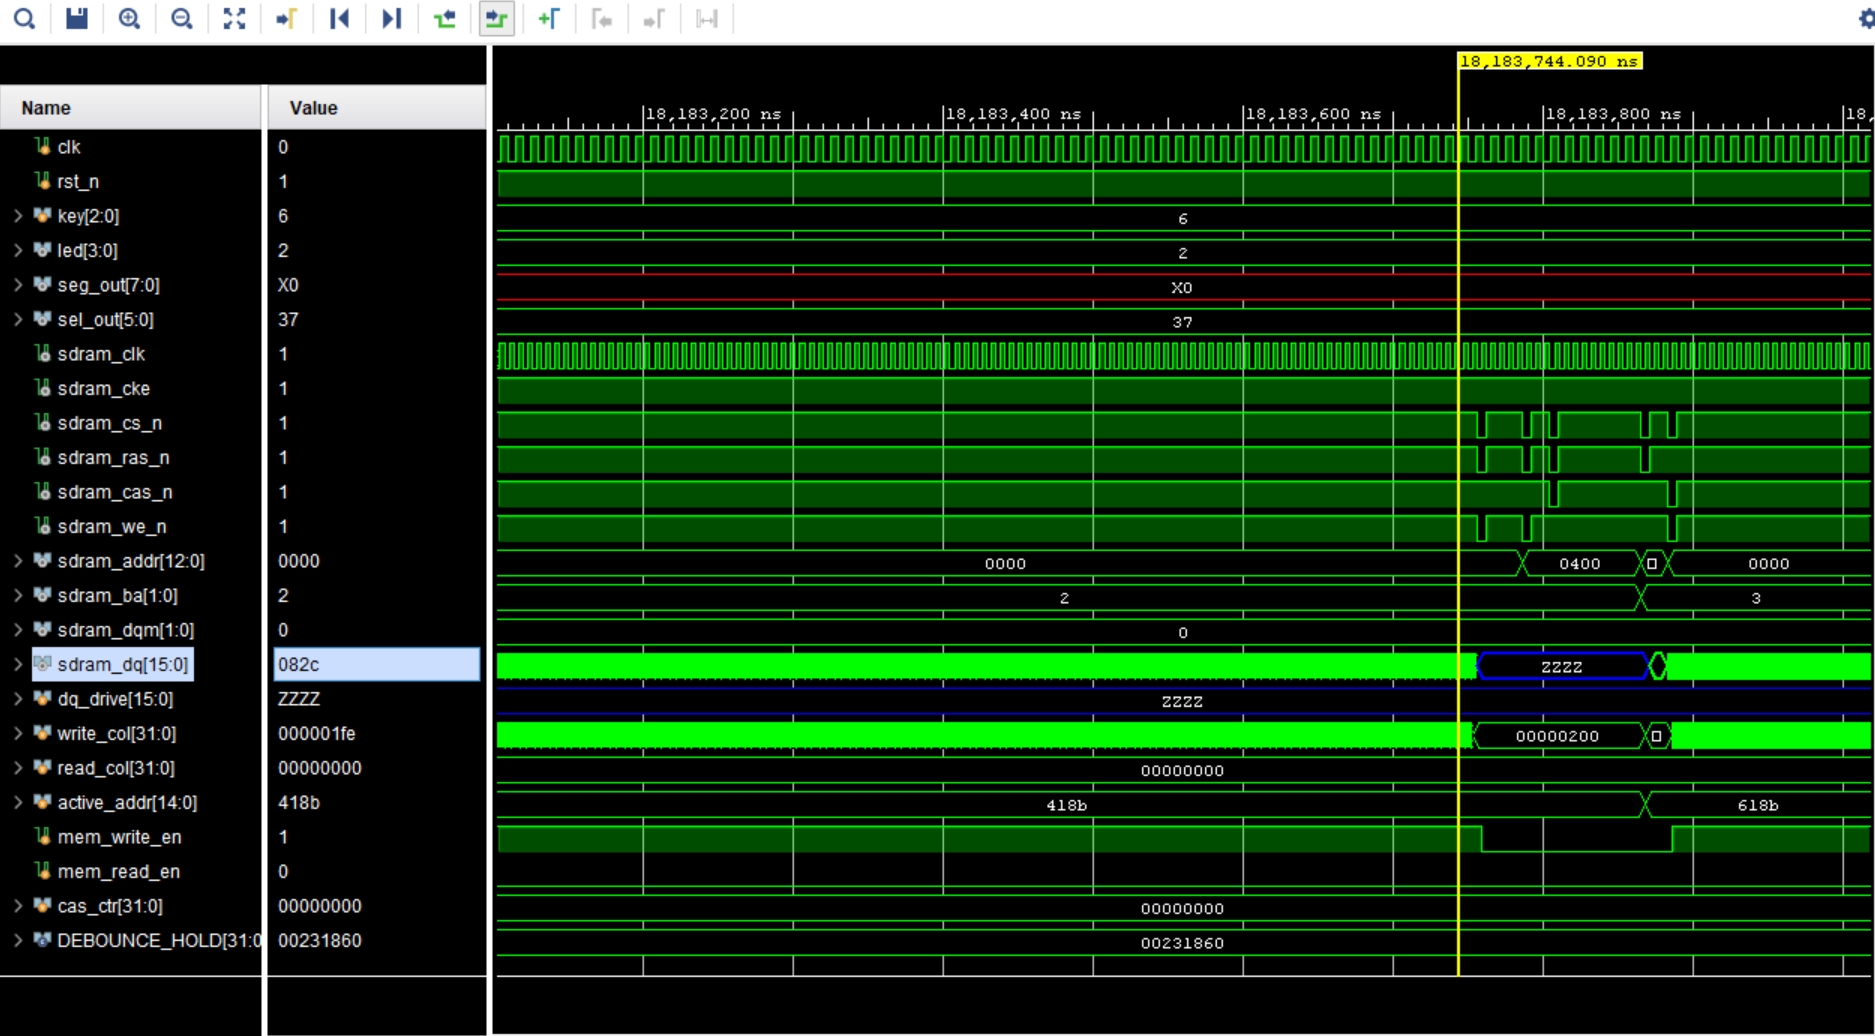 18,183,744.090 ns
Name Value
18,183,200 ns 18,183,400 ns 18,183,600 ns 18,183,800 ns 18,
clk 0
rst_n 1
key[2:0] 6 6
led[3:0] 2 2
seg_out[7:0] X0 X0
sel_out[5:0] 37 37
sdram_clk 1
sdram_cke 1
sdram_cs_n 1
sdram_ras_n 1
sdram_cas_n 1
sdram_we_n 1
sdram_addr[12:0] 0000 0000 0400 0000
sdram_ba[1:0] 2 2 3
sdram_dqm[1:0] 0 0
sdram_dq[15:0] 082c ZZZZ
dq_drive[15:0] ZZZZ ZZZZ
write_col[31:0] 000001fe 00000200
read_col[31:0] 00000000 00000000
active_addr[14:0] 418b 418b 618b
mem_write_en 1
mem_read_en 0
cas_ctr[31:0] 00000000 00000000
DEBOUNCE_HOLD[31:0 00231860 00231860